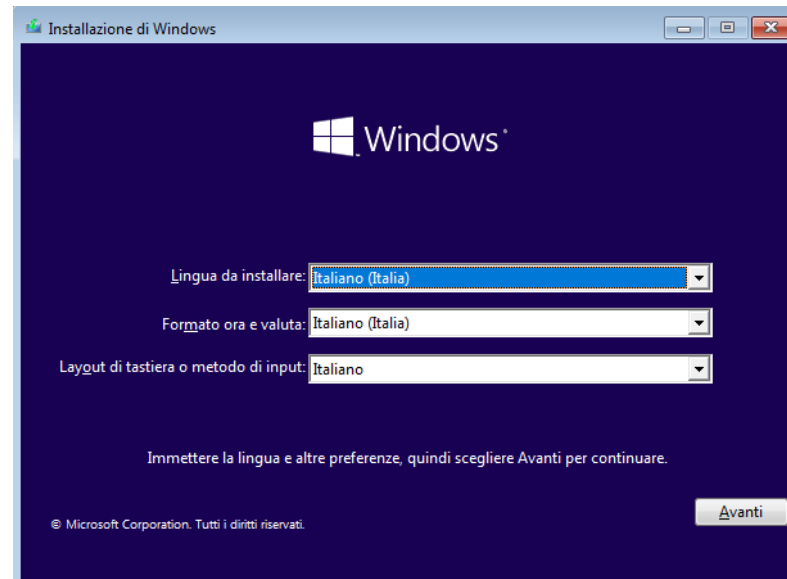 Installazione di Windows
Windows
Lingua da installare: Italiano (Italia)
Formato ora e valuta: Italiano (Italia)
Layout di tastiera o metodo di input: Italiano
Immettere la lingua e altre preferenze, quindi scegliere Avanti per continuare.
Avanti
© Microsoft Corporation. Tutti i diritti riservati.